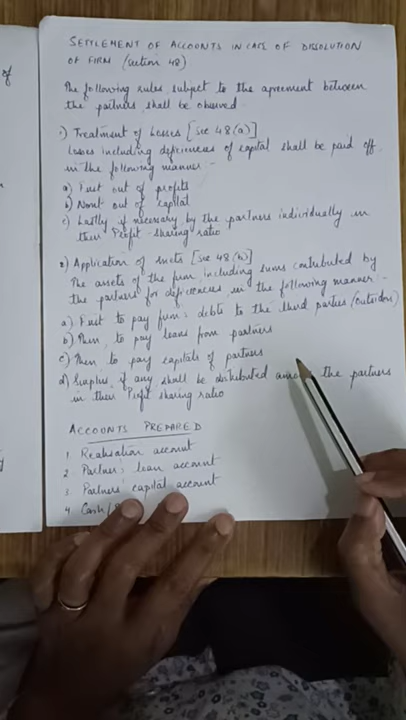 of
SETTLEMENT OF ACCOUNTS IN CASE OF DISSOLUTION
OF FIRM (Section 48)
The following rules subject to the agreement between
the partners shall be observed
1) Treatment of Losses [Sec 48(a)]
Losses including deficiencies of capital shall be paid off
in the following manner :-
a) First out of profits
b) Next out of capital
c) Lastly if necessary by the partners individually in
their Profit sharing ratio
2) Application of Assets [Sec 48(b)]
The assets of the firm, including sums contributed by
the partners for deficiencies, in the following manner :-
a) First to pay firm's debts to the third parties (Outsiders)
b) Then, to pay loans from partners
c) Then to pay capitals of partners
d) Surplus, if any shall be distributed among the partners
in their Profit sharing ratio
ACCOUNTS PREPARED
1 Realisation account
2 Partner's loan account
3 Partners' capital account
4 Cash/